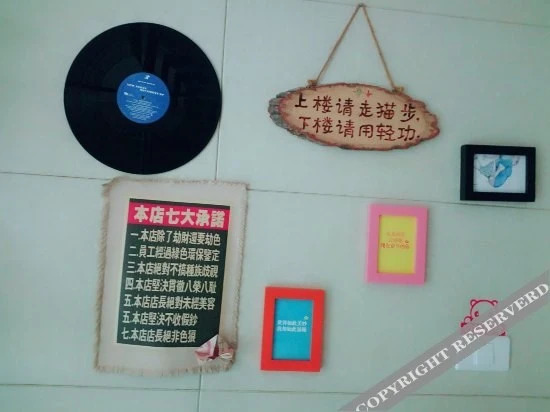 上楼请走猫步.
下楼请用轻功.
本店七大承諾
一.本店除了劫財還要劫色
二.員工經過綠色環保鑒定
三.本店絕對不搞種族歧視
四.本店堅決貫徹八榮八恥
五.本店店長絕對未經美容
五.本店堅決不收假鈔
七.本店店長絕非色狼
COPYRIGHT RESERVERD